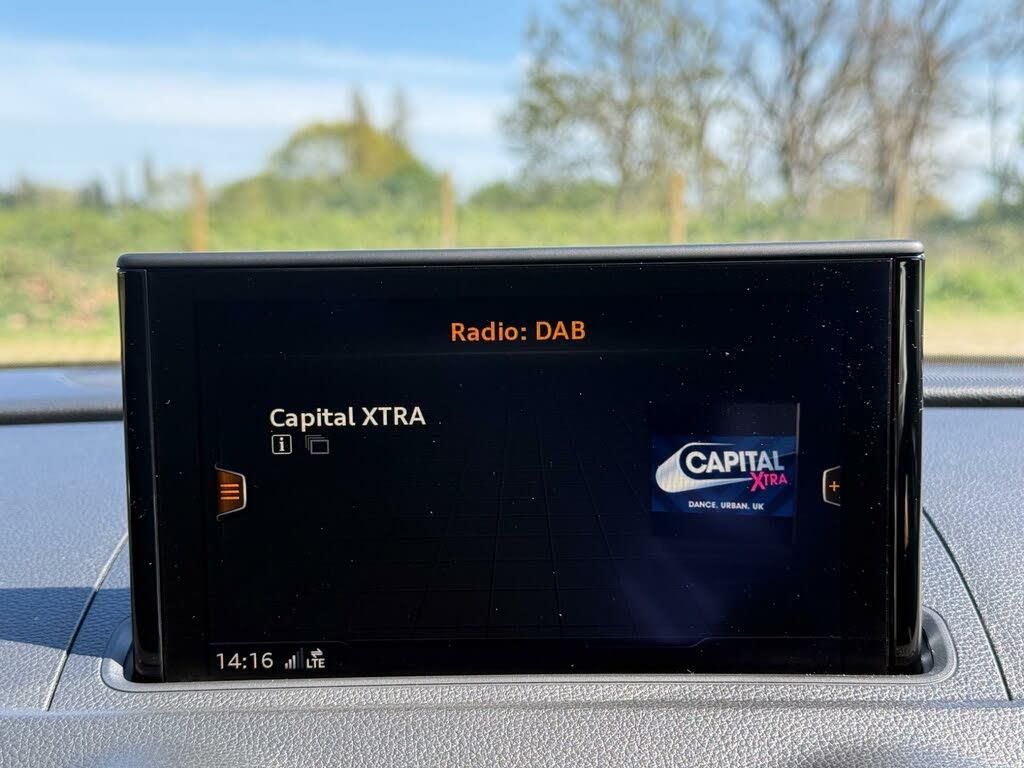 Radio: DAB
Capital XTRA
i
CAPITAL
XTRA
DANCE. URBAN. UK
+
14:16 LTE